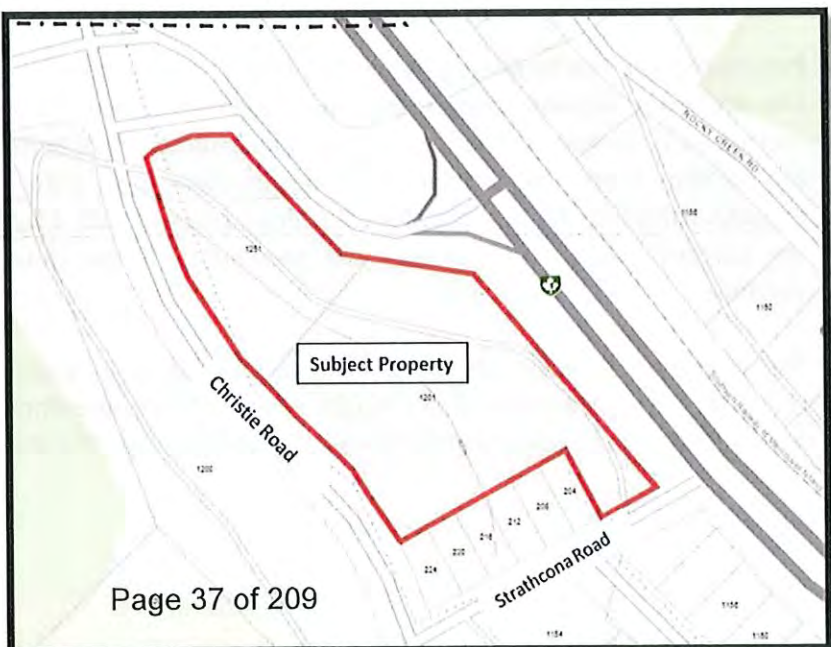 ROCKY CREEK RD
1251
Subject Property
1201
Christie Road
1200
204
208
212
216
220
224
Strathcona Road
Page 37 of 209
1154